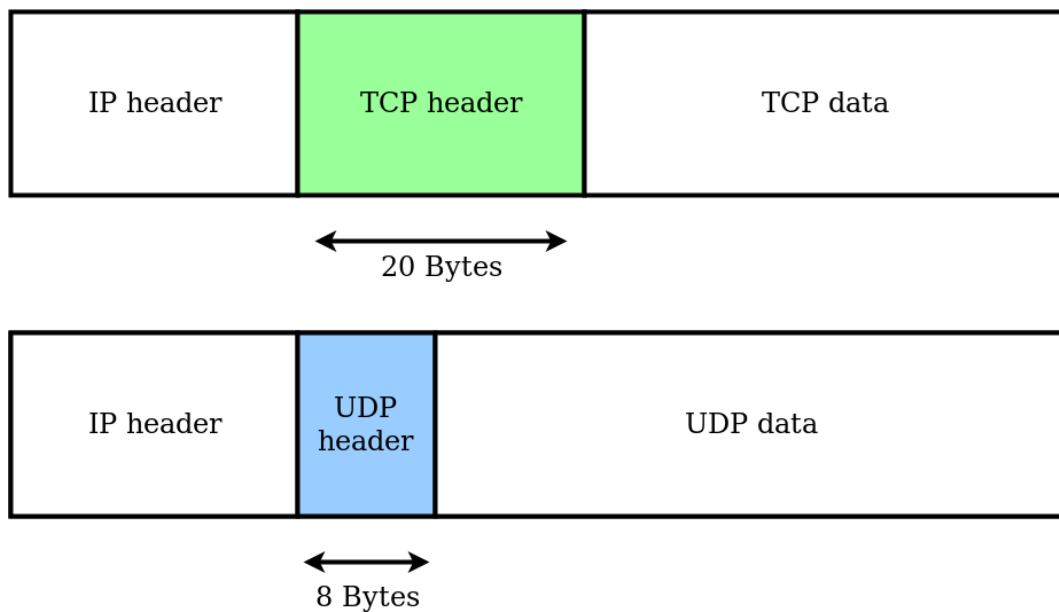 IP header
TCP header
TCP data
20 Bytes
IP header
UDP
header
UDP data
8 Bytes